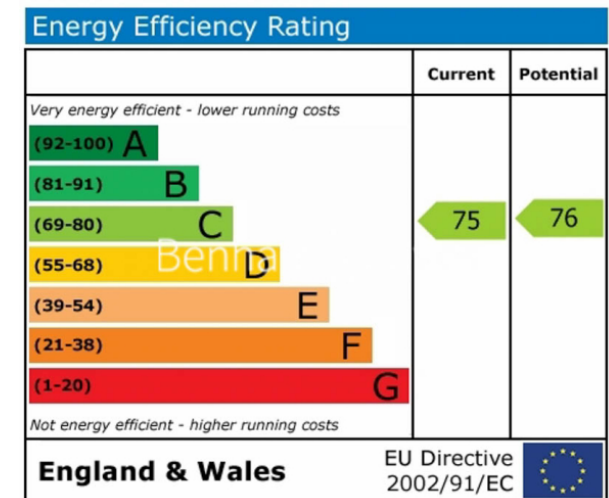 Energy Efficiency Rating
Current Potential
Very energy efficient - lower running costs
(92-100) A
(81-91) B
(69-80) C
75 76
(55-68) D
(39-54) E
(21-38) F
(1-20) G
Not energy efficient - higher running costs
England & Wales
EU Directive
2002/91/EC